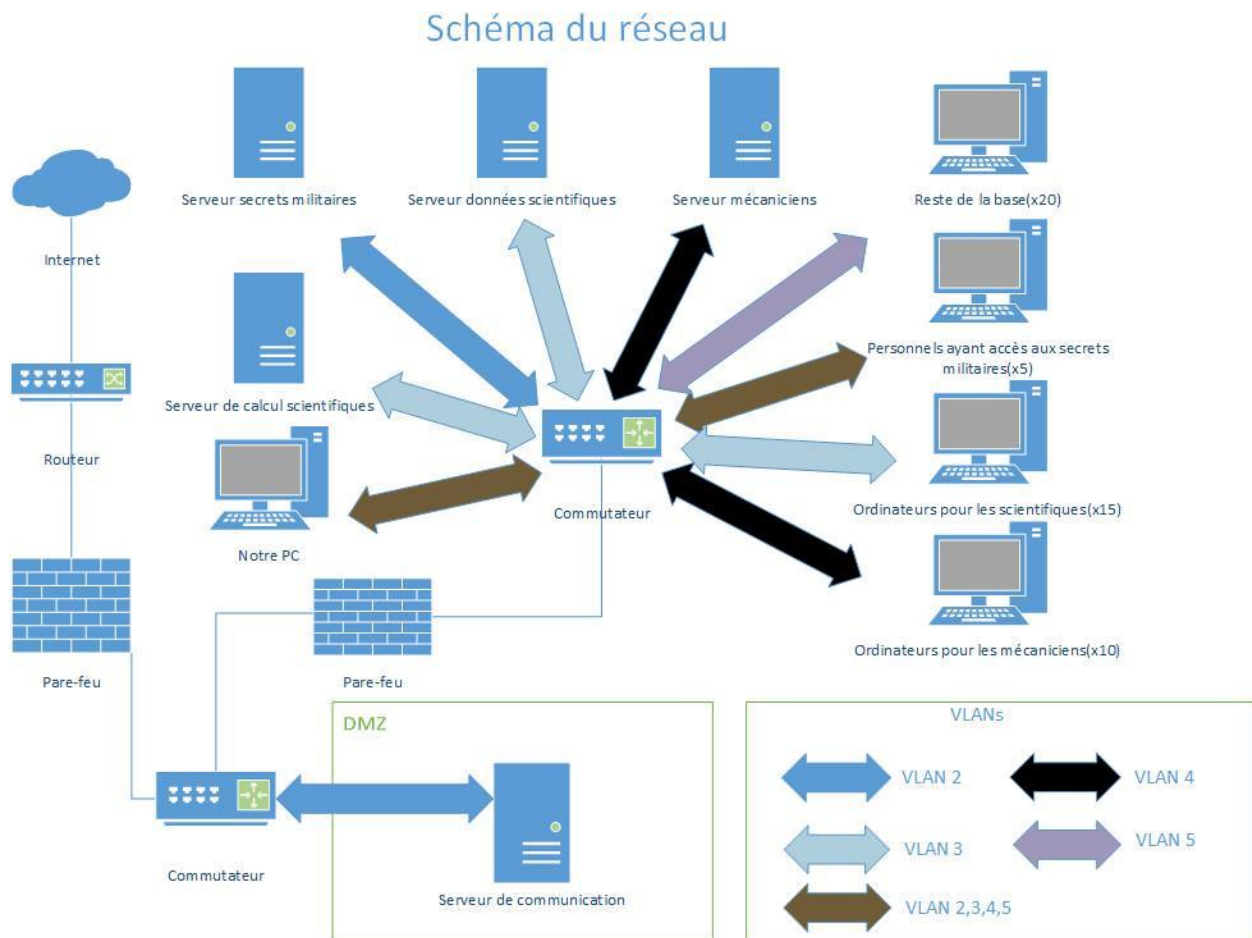 Schéma du réseau
Serveur secrets militaires
Serveur données scientifiques
Serveur mécaniciens
Reste de la base(x20)
Internet
Personnels ayant accès aux secrets
militaires(x5)
Serveur de calcul scientifiques
Routeur
Commutateur
Ordinateurs pour les scientifiques(x15)
Notre PC
Ordinateurs pour les mécaniciens(x10)
Pare-feu
Pare-feu
DMZ
VLANs
VLAN 2
VLAN 4
VLAN 3
VLAN 5
VLAN 2,3,4,5
Commutateur
Serveur de communication